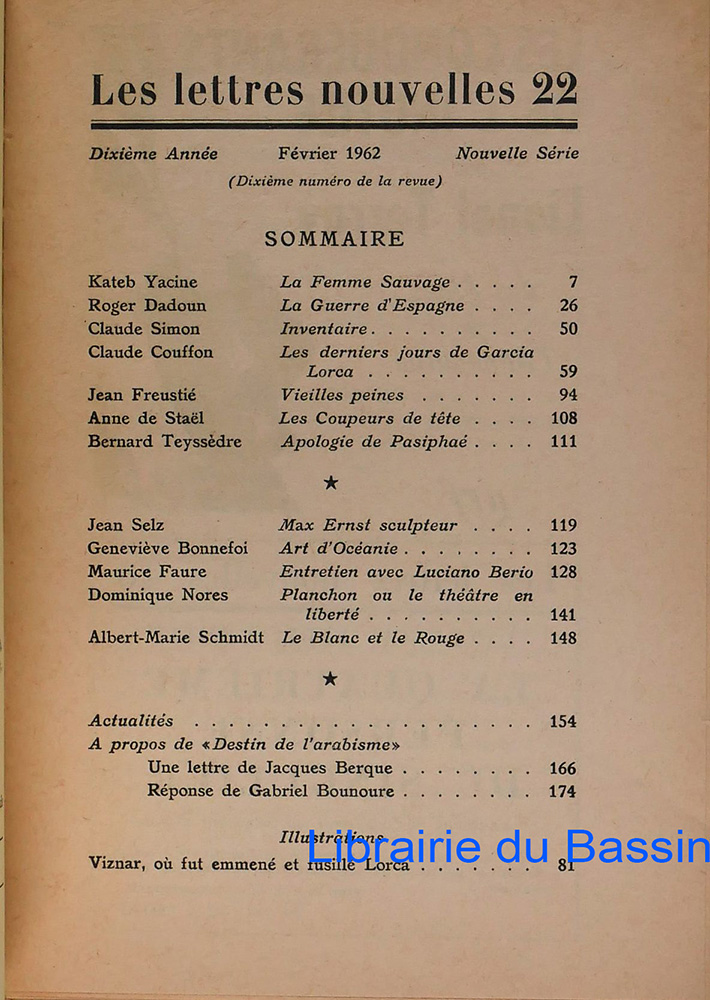 Les lettres nouvelles 22
Dixième Année Février 1962 Nouvelle Série
(Dixième numéro de la revue)
SOMMAIRE
Kateb Yacine La Femme Sauvage . . . . . 7
Roger Dadoun La Guerre d'Espagne . . . . 26
Claude Simon Inventaire . . . . . . . . . . 50
Claude Couffon Les derniers jours de Garcia
Lorca . . . . . . . . . . 59
Jean Freustié Vieilles peines . . . . . . . 94
Anne de Staël Les Coupeurs de tête . . . . 108
Bernard Teyssèdre Apologie de Pasiphaé . . . . 111
★
Jean Selz Max Ernst sculpteur . . . . 119
Geneviève Bonnefoi Art d'Océanie . . . . . . . . 123
Maurice Faure Entretien avec Luciano Berio 128
Dominique Nores Planchon ou le théâtre en
liberté . . . . . . . . . . 141
Albert-Marie Schmidt Le Blanc et le Rouge . . . . 148
★
Actualités . . . . . . . . . . . . . . . . . . . . 154
A propos de «Destin de l'arabisme»
Une lettre de Jacques Berque . . . . . . . . 166
Réponse de Gabriel Bounoure . . . . . . . . 174
Illustrations
Librairie du Bassin
Viznar, où fut emmené et fusillé Lorca . . . . . . . 81